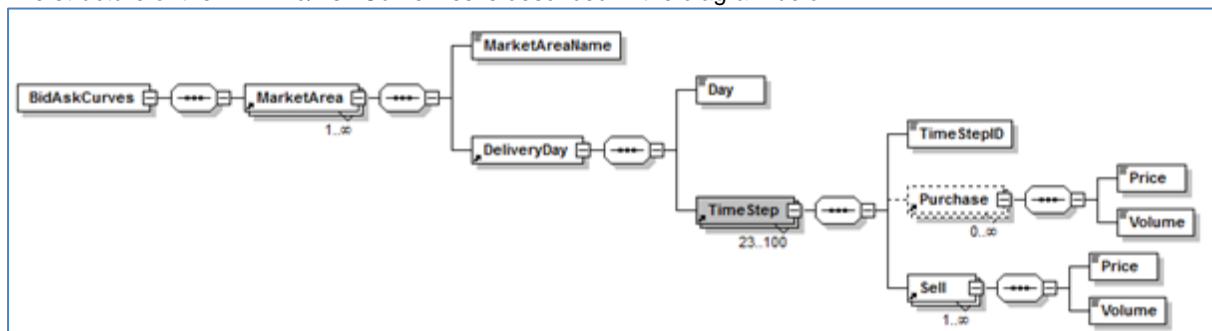 MarketAreaName
Day
BidAskCurves
MarketArea
1..∞
TimeStepID
DeliveryDay
Price
Purchase
0..∞
Volume
TimeStep
23..100
Price
Sell
1..∞
Volume